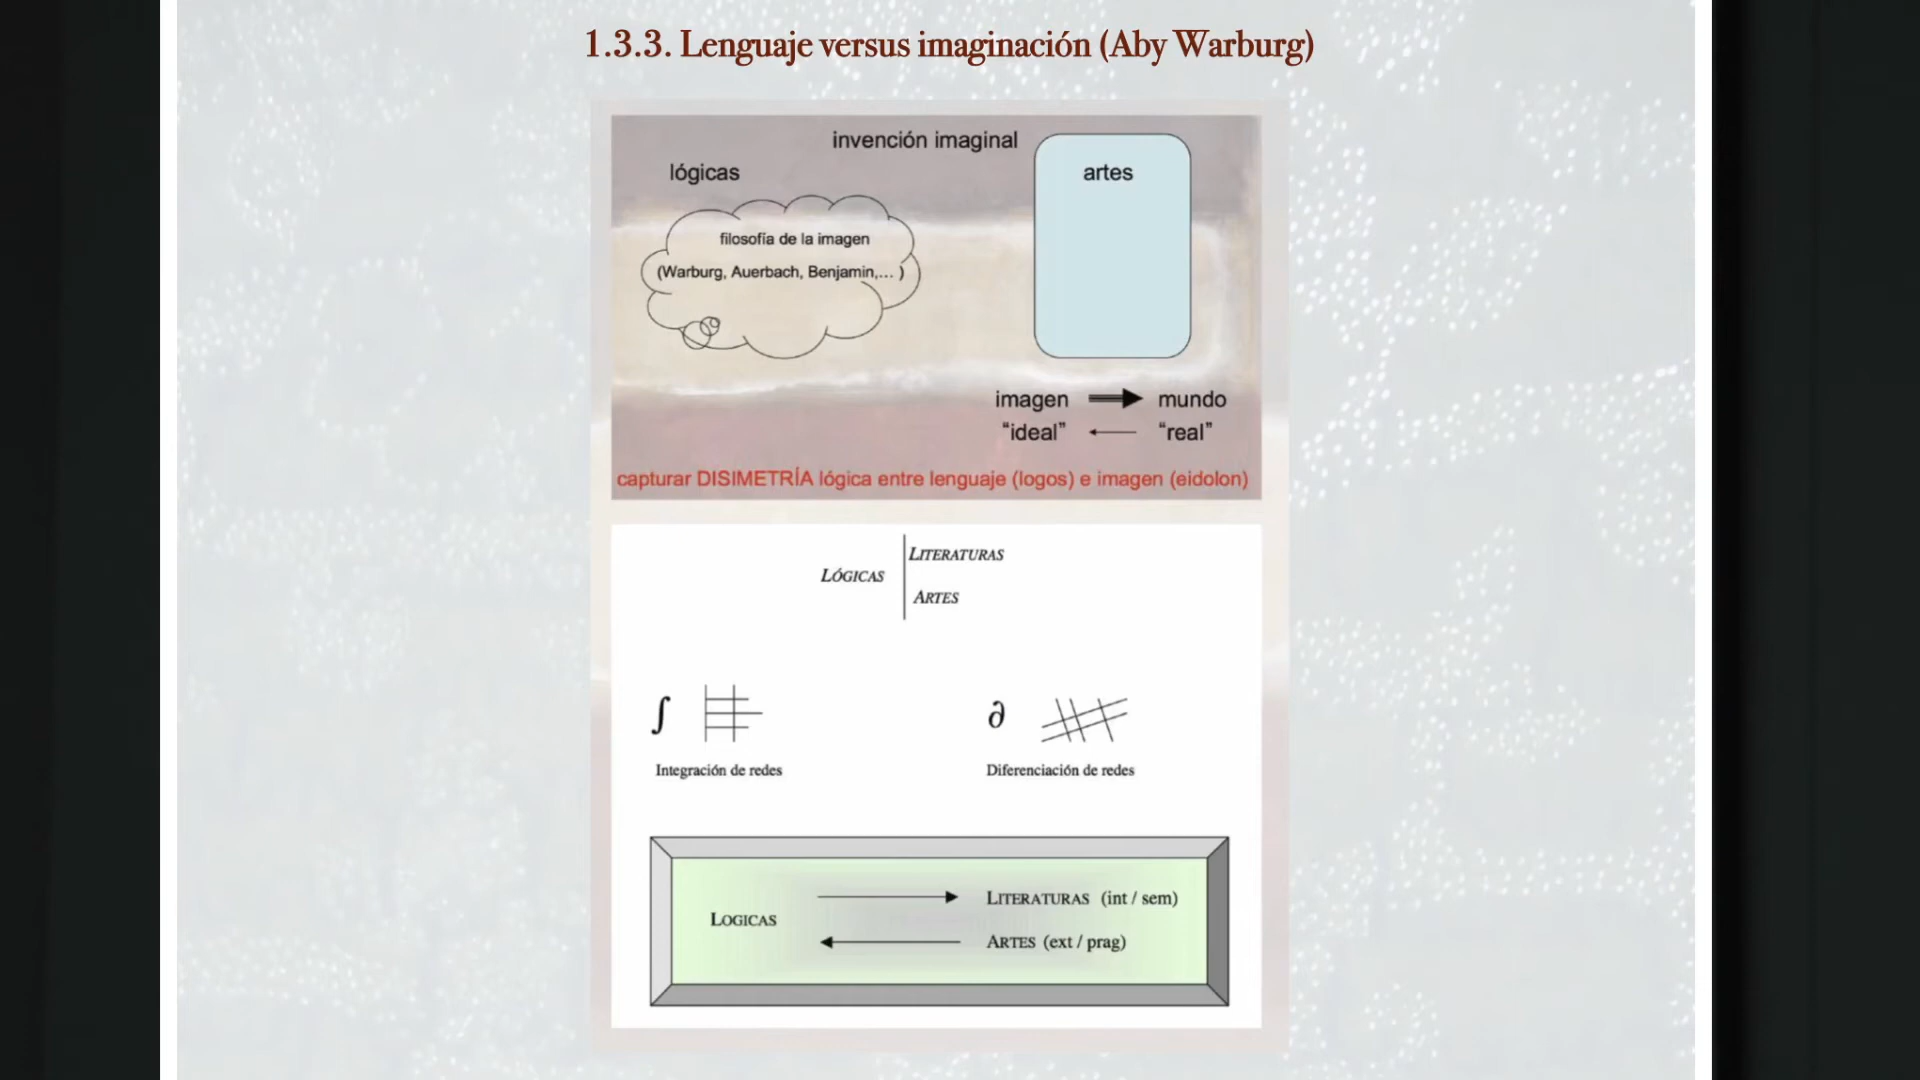 1.3.3. Lenguaje versus imaginación (Aby Warburg)
invención imaginal
lógicas
artes
filosofía de la imagen
(Warburg, Auerbach, Benjamin,... )
imagen mundo
“ideal” “real”
capturar DISIMETRÍA lógica entre lenguaje (logos) e imagen (eidolon)
LITERATURAS
LÓGICAS
ARTES
∫ ∂
Integración de redes Diferenciación de redes
LITERATURAS (int / sem)
LOGICAS
ARTES (ext / prag)